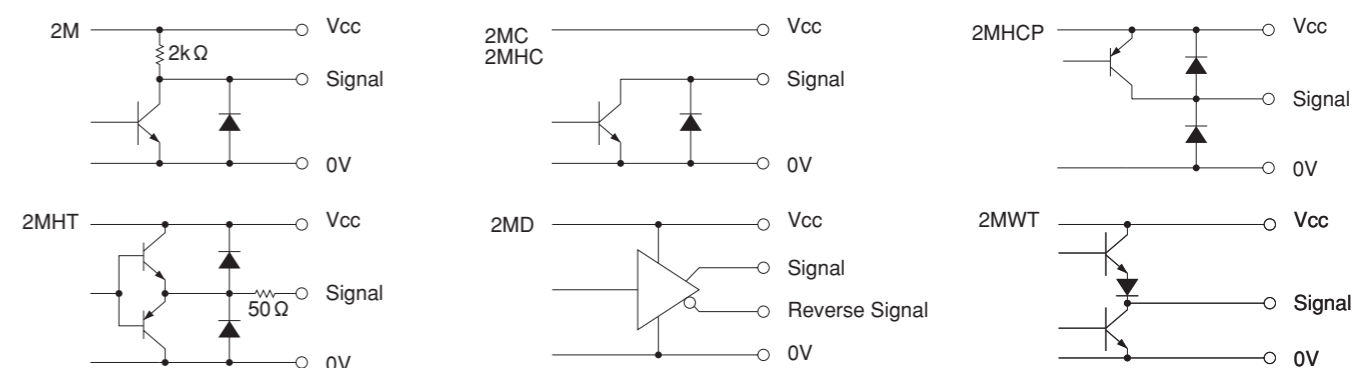 2M
Vcc
2kΩ
Signal
0V
2MC
2MHC
Vcc
Signal
0V
2MHCP
Vcc
Signal
0V
2MHT
Vcc
Signal
50Ω
0V
2MD
Vcc
Signal
Reverse Signal
0V
2MWT
Vcc
Signal
0V